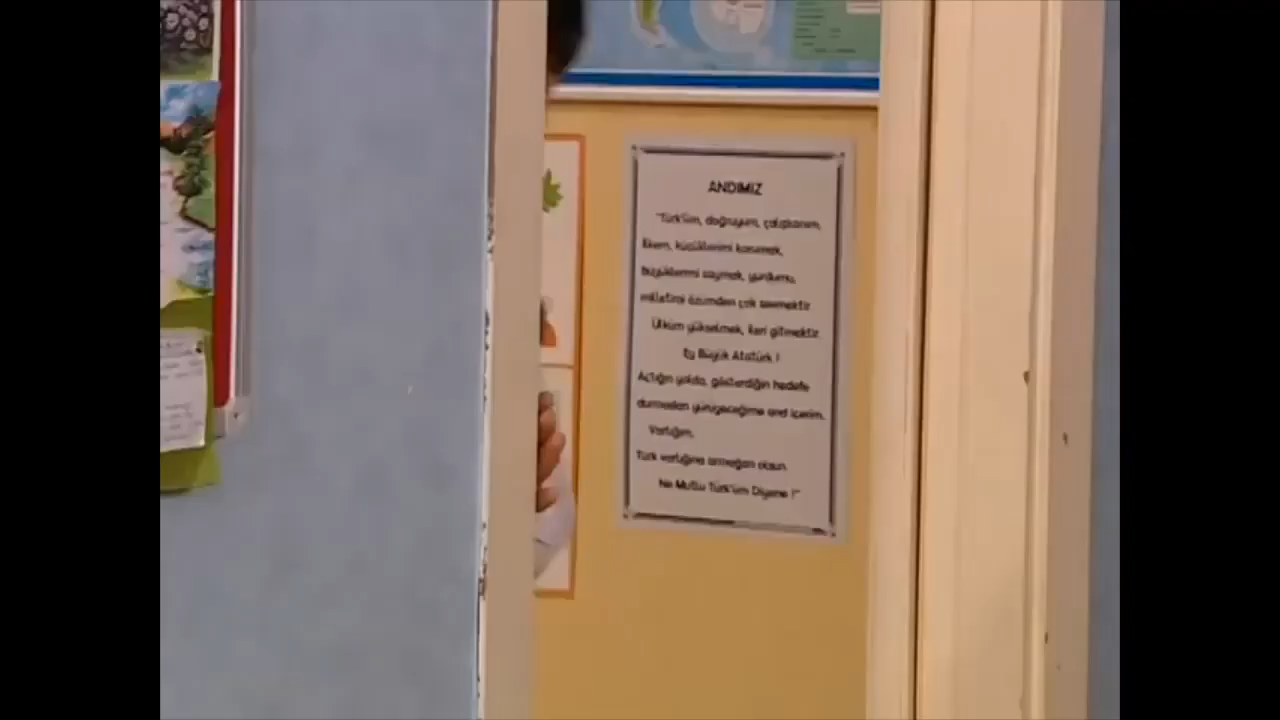 ANDIMIZ
"Türk'üm, doğruyum, çalışkanım,
İlkem, küçüklerimi korumak,
büyüklerimi saymak, yurdumu,
milletimi özümden çok sevmektir.
Ülküm yükselmek, ileri gitmektir.
Ey Büyük Atatürk !
Açtığın yolda, gösterdiğin hedefe
durmadan yürüyeceğime and içerim.
Varlığım,
Türk varlığına armağan olsun.
Ne Mutlu Türk'üm Diyene !"